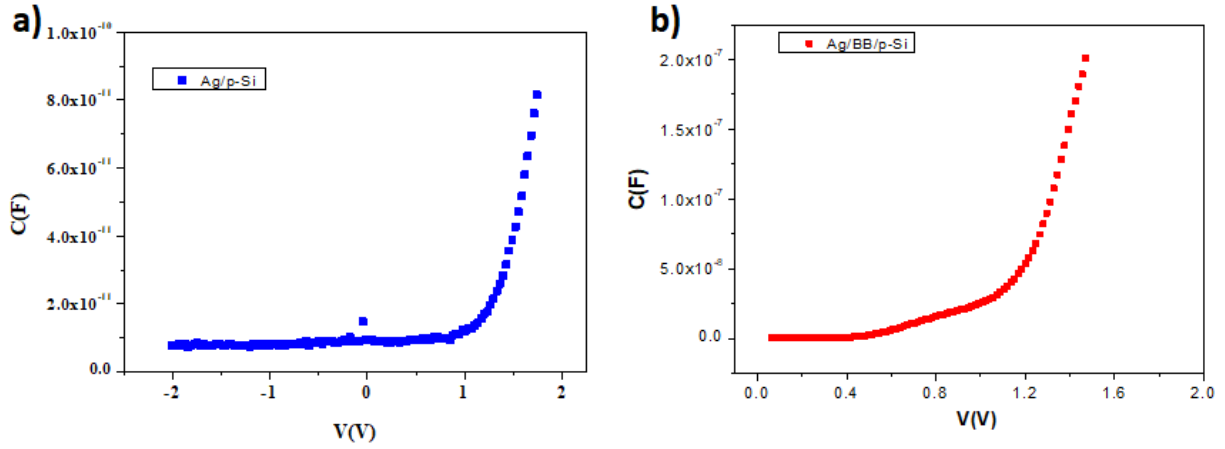 a)
1.0x10⁻¹⁰
8.0x10⁻¹¹
6.0x10⁻¹¹
4.0x10⁻¹¹
2.0x10⁻¹¹
0.0
C(F)
Ag/p-Si
-2 -1 0 1 2
V(V)
b)
2.0x10⁻⁷
1.5x10⁻⁷
1.0x10⁻⁷
5.0x10⁻⁸
0.0
C(F)
Ag/BB/p-Si
0.0 0.4 0.8 1.2 1.6 2.0
V(V)